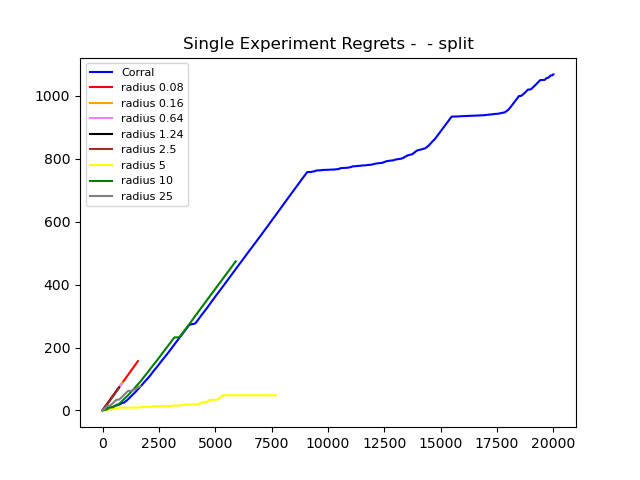 Single Experiment Regrets -  - split
Corral
radius 0.08
radius 0.16
radius 0.64
radius 1.24
radius 2.5
radius 5
radius 10
radius 25
1000
800
600
400
200
0
0 2500 5000 7500 10000 12500 15000 17500 20000